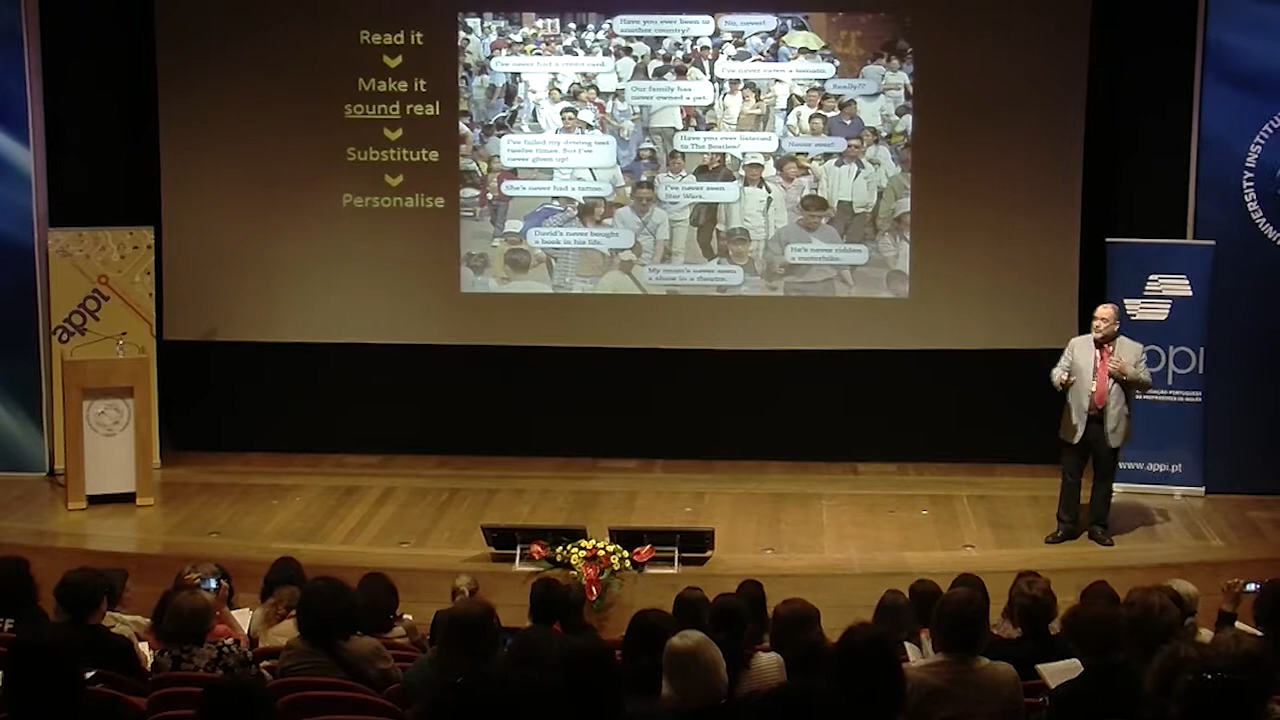 Read it
Make it
sound real
Substitute
Personalise
Have you ever been to
another country?
No, never!
I've never had a credit card.
I've never eaten a tomato.
Our family has
never owned a pet.
Really??
I've failed my driving test
twelve times. But I've
never given up!
Have you ever listened
to The Beatles?
Never ever!
She's never had a tattoo.
I've never seen
Star Wars.
David's never bought
a book in his life.
He's never ridden
a motorbike.
My mum's never seen
a show in a theatre.
appi
appi
www.appi.pt
UNIVERSITY INSTITU